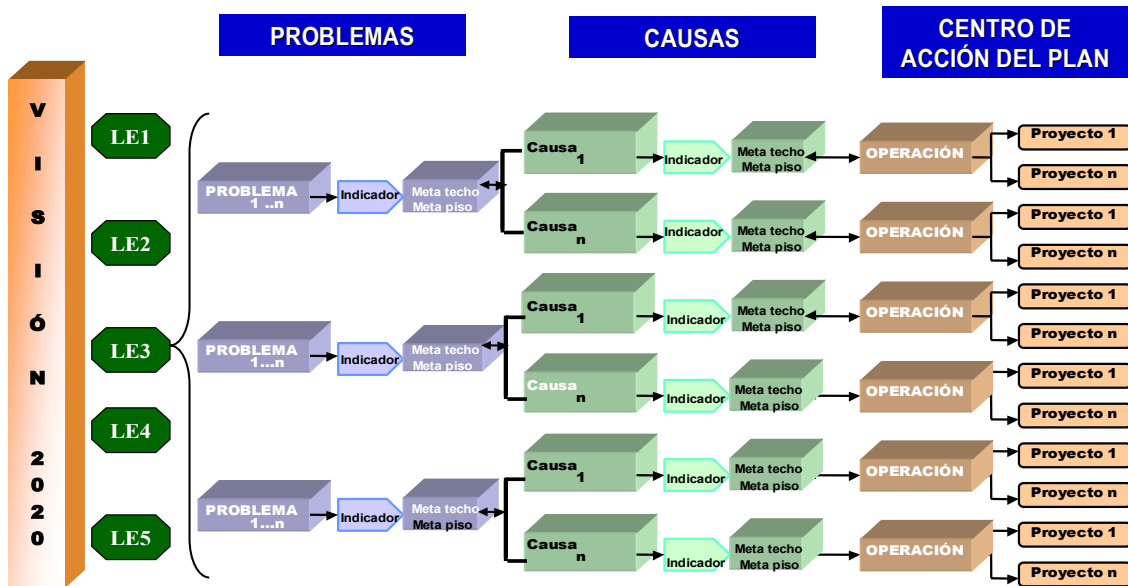 PROBLEMAS
CAUSAS
CENTRO DE
ACCIÓN DEL PLAN
VISIÓN 2020
LE1
LE2
LE3
LE4
LE5
PROBLEMA
1 ..n
Indicador
Meta techo
Meta piso
Causa
1
Indicador
Meta techo
Meta piso
OPERACIÓN
Proyecto 1
Proyecto n
Causa
n
Indicador
Meta techo
Meta piso
OPERACIÓN
Proyecto 1
Proyecto n
PROBLEMA
1...n
Indicador
Meta techo
Meta piso
Causa
1
Indicador
Meta techo
Meta piso
OPERACIÓN
Proyecto 1
Proyecto n
Causa
n
Indicador
Meta techo
Meta piso
OPERACIÓN
Proyecto 1
Proyecto n
PROBLEMA
1...n
Indicador
Meta techo
Meta piso
Causa
1
Indicador
Meta techo
Meta piso
OPERACIÓN
Proyecto 1
Proyecto n
Causa
n
Indicador
Meta techo
Meta piso
OPERACIÓN
Proyecto 1
Proyecto n